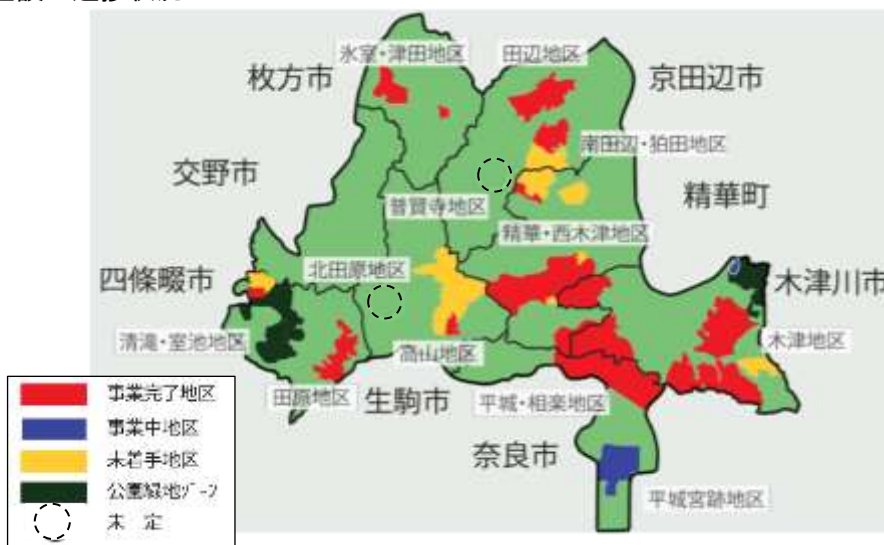 氷室・津田地区
田辺地区
枚方市
京田辺市
南田辺・狛田地区
交野市
精華町
普賢寺地区
精華・西木津地区
四條畷市
北田原地区
木津川市
清滝・室池地区
高山地区
木津地区
田原地区
生駒市
平城・相楽地区
奈良市
平城宮跡地区
事業完了地区
事業中地区
未着手地区
公園緑地ゾーン
未 定